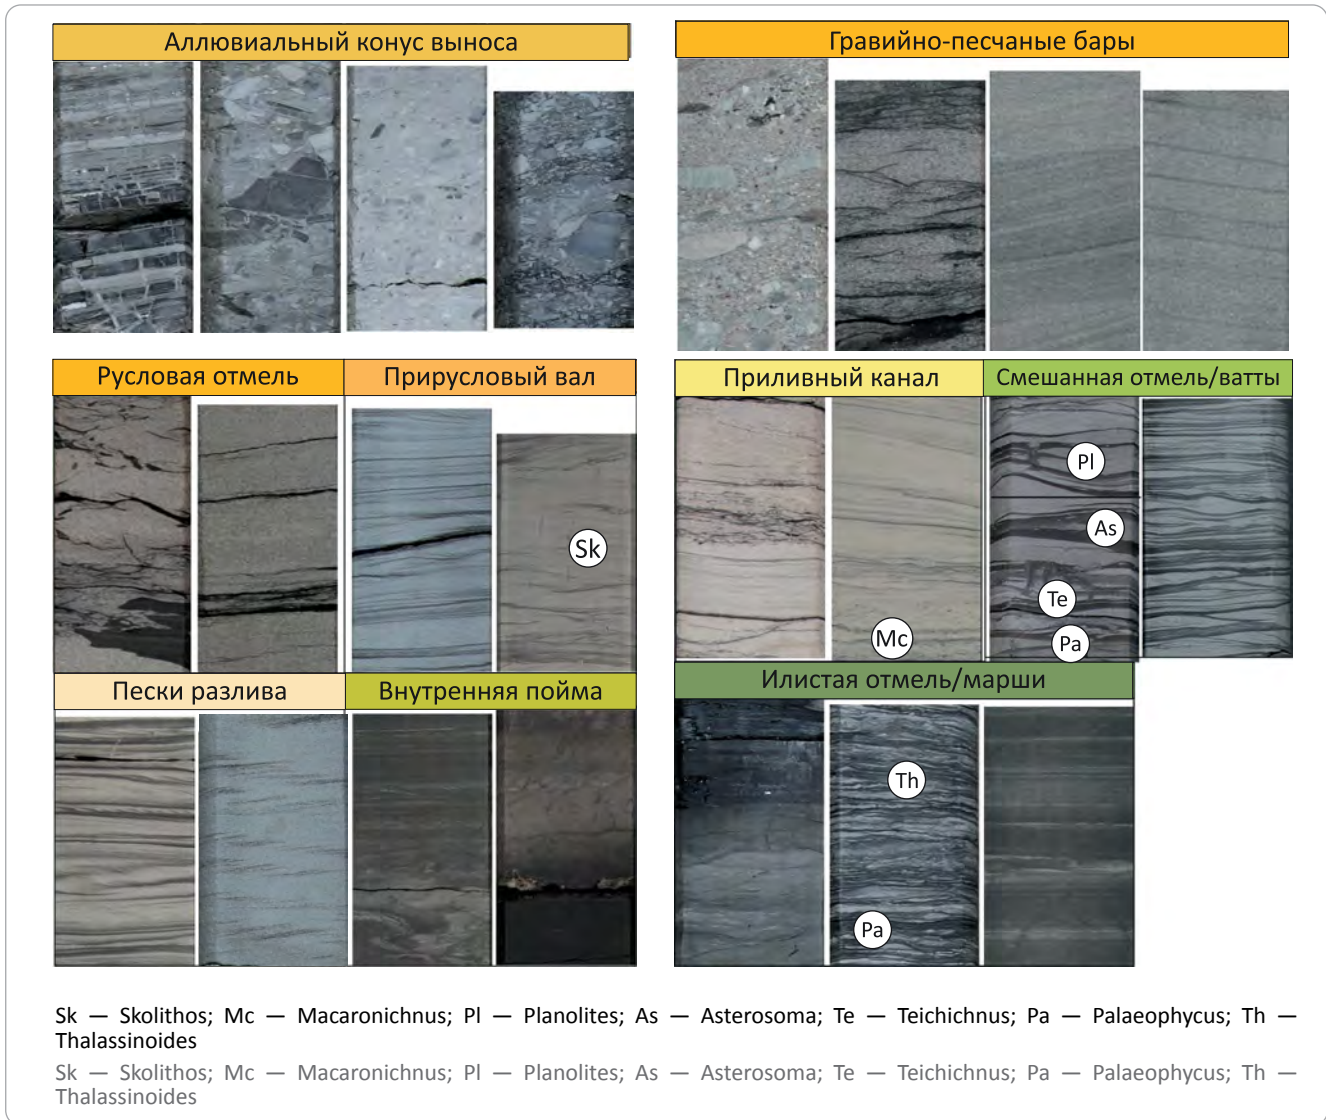 Аллювиальный конус выноса
Гравийно-песчаные бары
Русловая отмель
Прирусловый вал
Приливный канал
Смешанная отмель/ватты
Sk
Pl
As
Te
Pa
Mc
Пески разлива
Внутренняя пойма
Илистая отмель/марши
Th
Pa
Sk — Skolithos; Mc — Macaronichnus; Pl — Planolites; As — Asterosoma; Te — Teichichnus; Pa — Palaeophycus; Th —
Thalassinoides
Sk — Skolithos; Mc — Macaronichnus; Pl — Planolites; As — Asterosoma; Te — Teichichnus; Pa — Palaeophycus; Th —
Thalassinoides